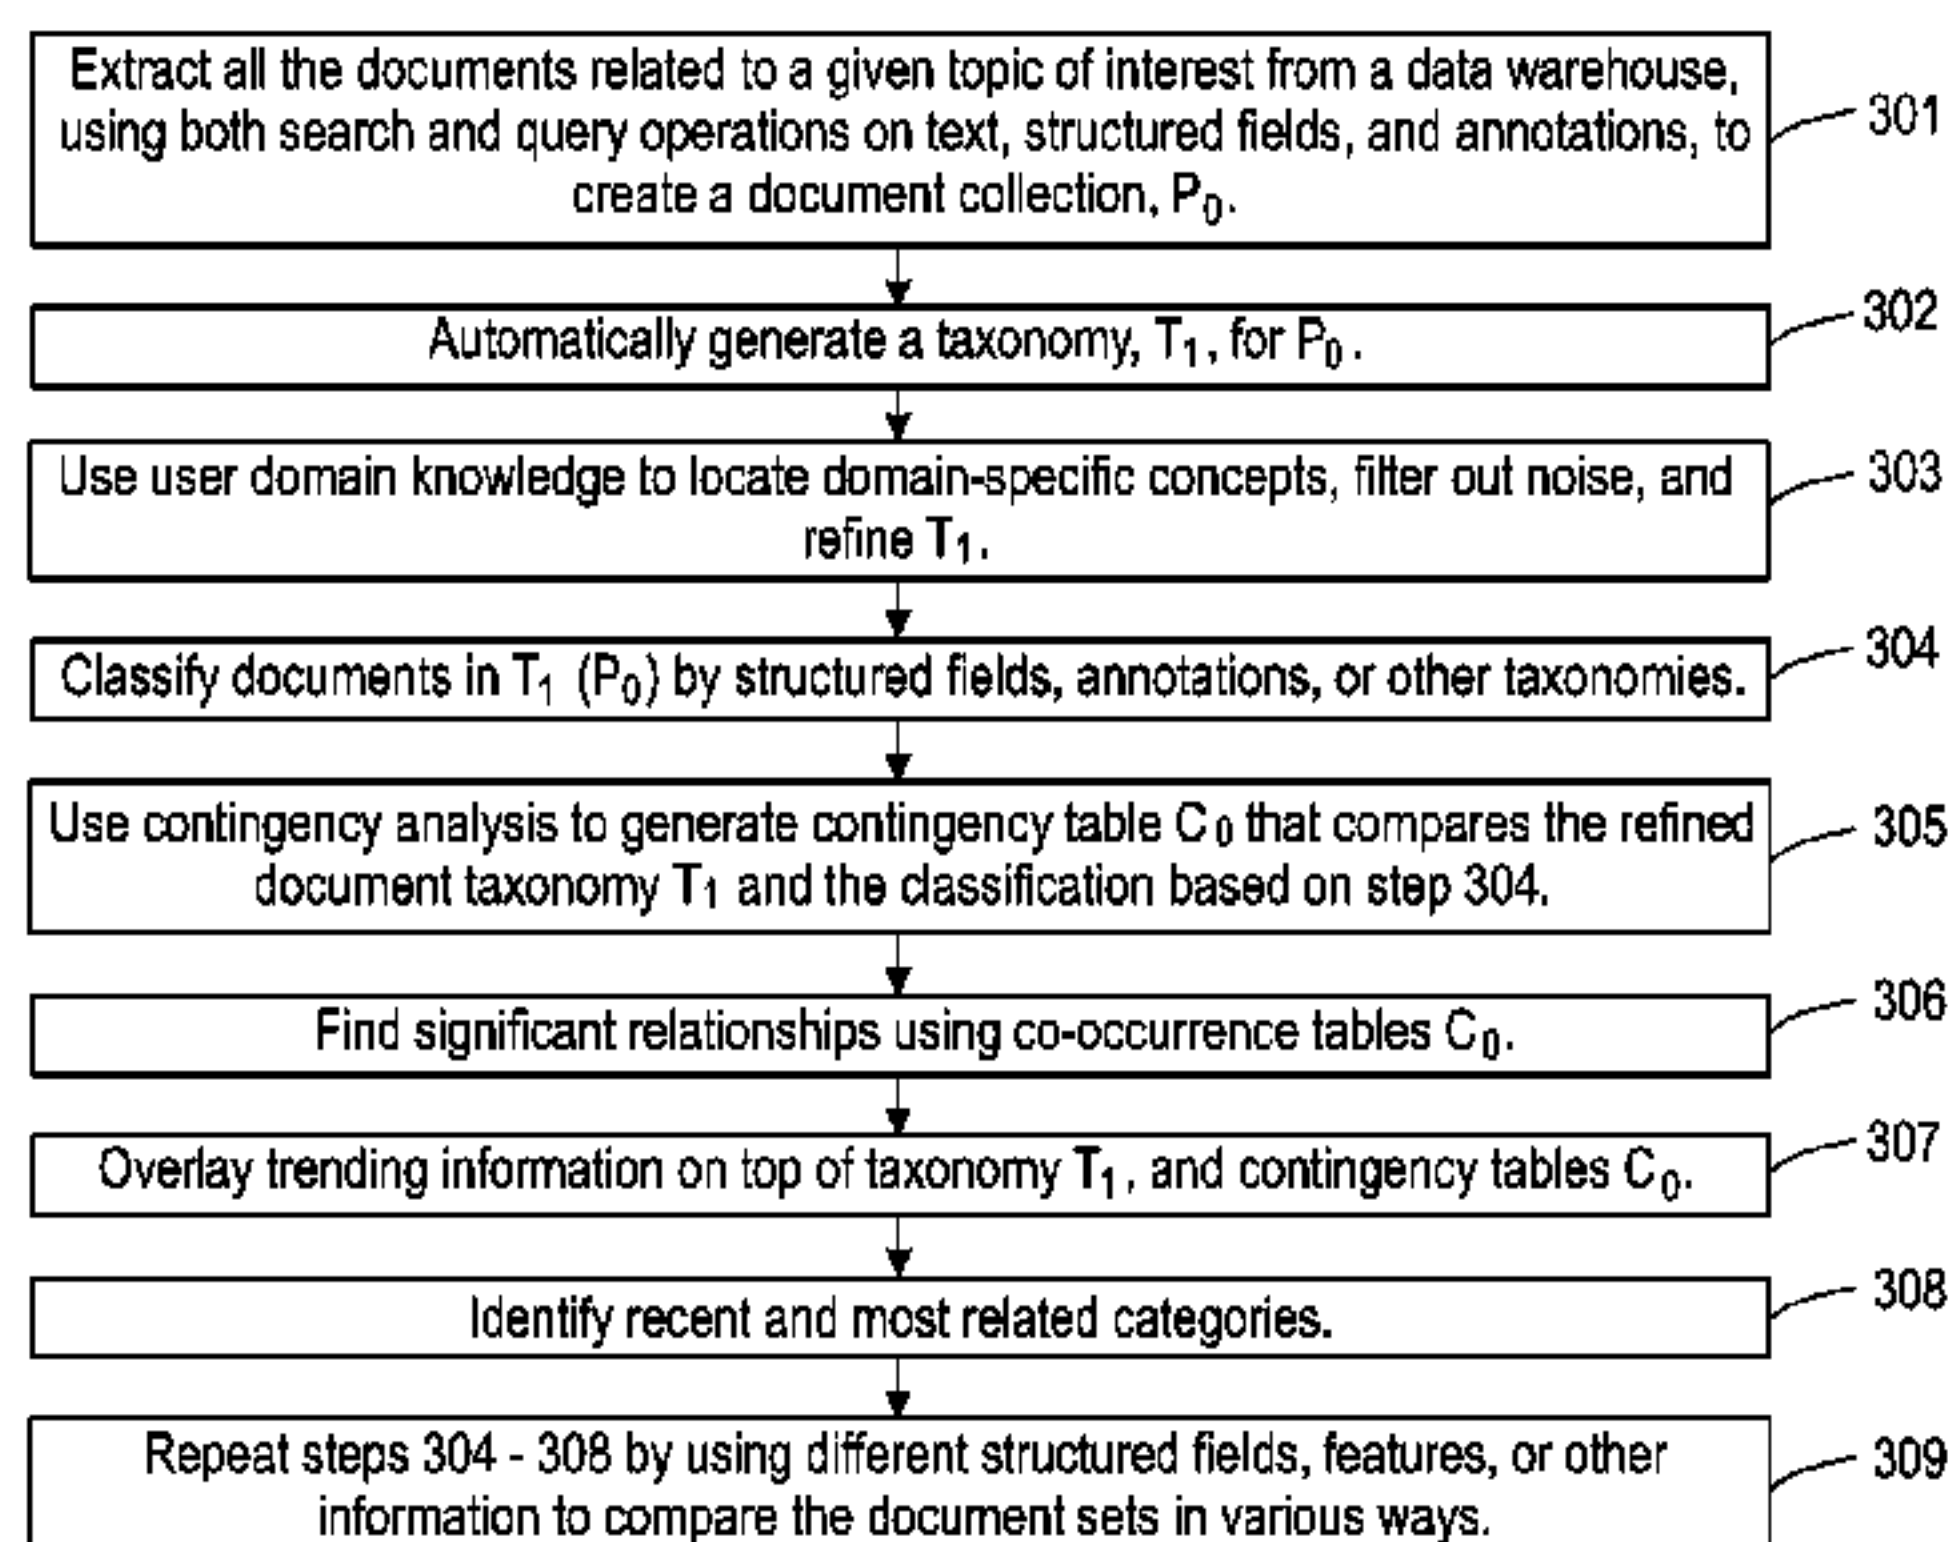 Extract all the documents related to a given topic of interest from a data warehouse,
using both search and query operations on text, structured fields, and annotations, to
create a document collection, P0.
301
Automatically generate a taxonomy, T1, for P0.
302
Use user domain knowledge to locate domain-specific concepts, filter out noise, and
refine T1.
303
Classify documents in T1 (P0) by structured fields, annotations, or other taxonomies.
304
Use contingency analysis to generate contingency table C0 that compares the refined
document taxonomy T1 and the classification based on step 304.
305
Find significant relationships using co-occurrence tables C0.
306
Overlay trending information on top of taxonomy T1, and contingency tables C0.
307
Identify recent and most related categories.
308
Repeat steps 304 - 308 by using different structured fields, features, or other
information to compare the document sets in various ways.
309